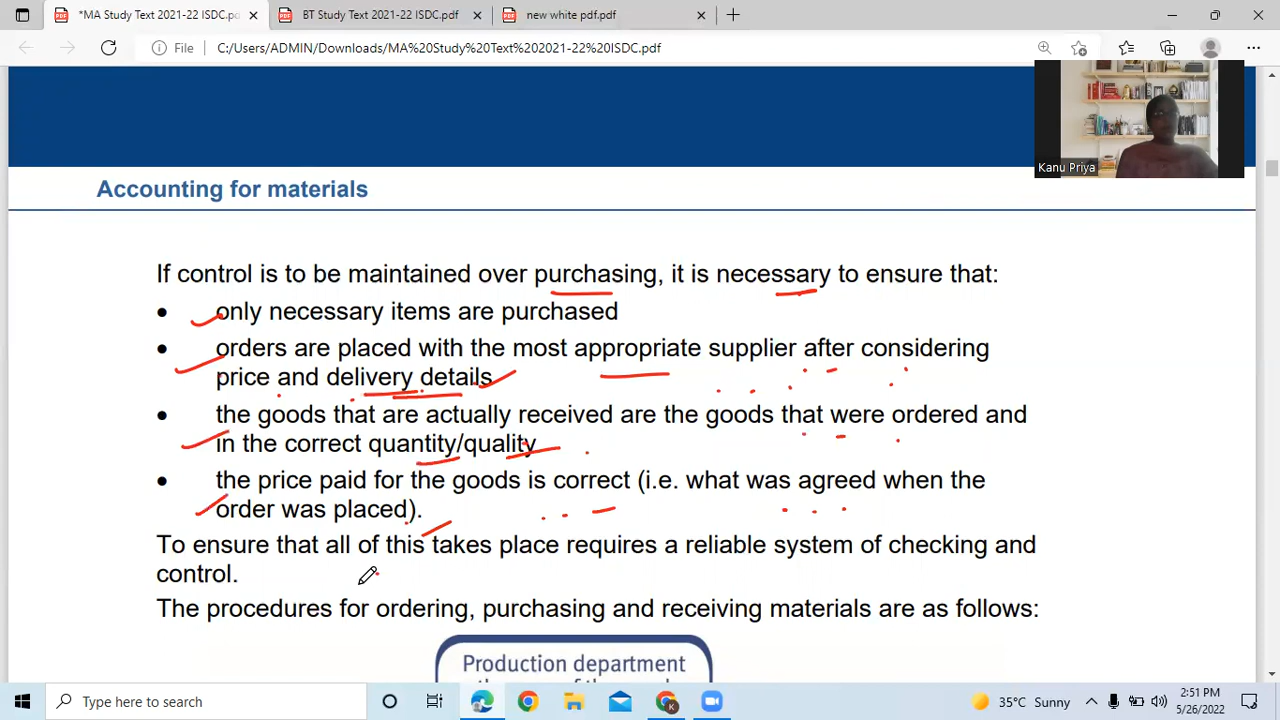 *MA Study Text 2021-22 ISDC.po
BT Study Text 2021-22 ISDC.pdf
new white pdf.pdf
File
C:/Users/ADMIN/Downloads/MA%20Study%20Text%202021-22%20ISDC.pdf
Kanu Priya
Accounting for materials
If control is to be maintained over purchasing, it is necessary to ensure that:
• only necessary items are purchased
• orders are placed with the most appropriate supplier after considering
price and delivery details
• the goods that are actually received are the goods that were ordered and
in the correct quantity/quality
• the price paid for the goods is correct (i.e. what was agreed when the
order was placed).
To ensure that all of this takes place requires a reliable system of checking and
control.
The procedures for ordering, purchasing and receiving materials are as follows:
Production department
Type here to search
K
35°C Sunny
2:51 PM
5/26/2022